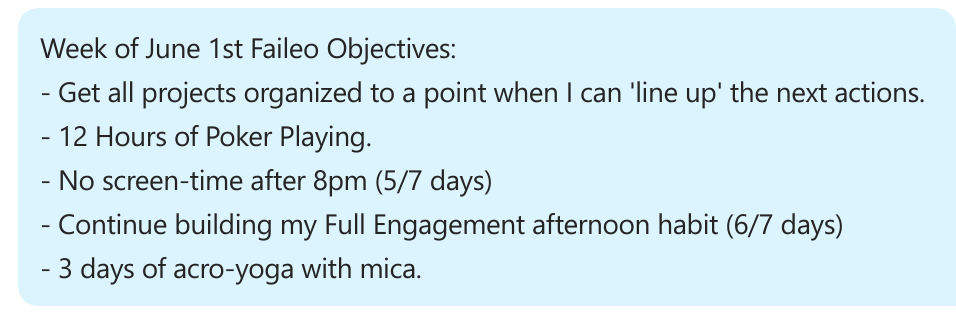 Week of June 1st Faileo Objectives:
- Get all projects organized to a point when I can 'line up' the next actions.
- 12 Hours of Poker Playing.
- No screen-time after 8pm (5/7 days)
- Continue building my Full Engagement afternoon habit (6/7 days)
- 3 days of acro-yoga with mica.